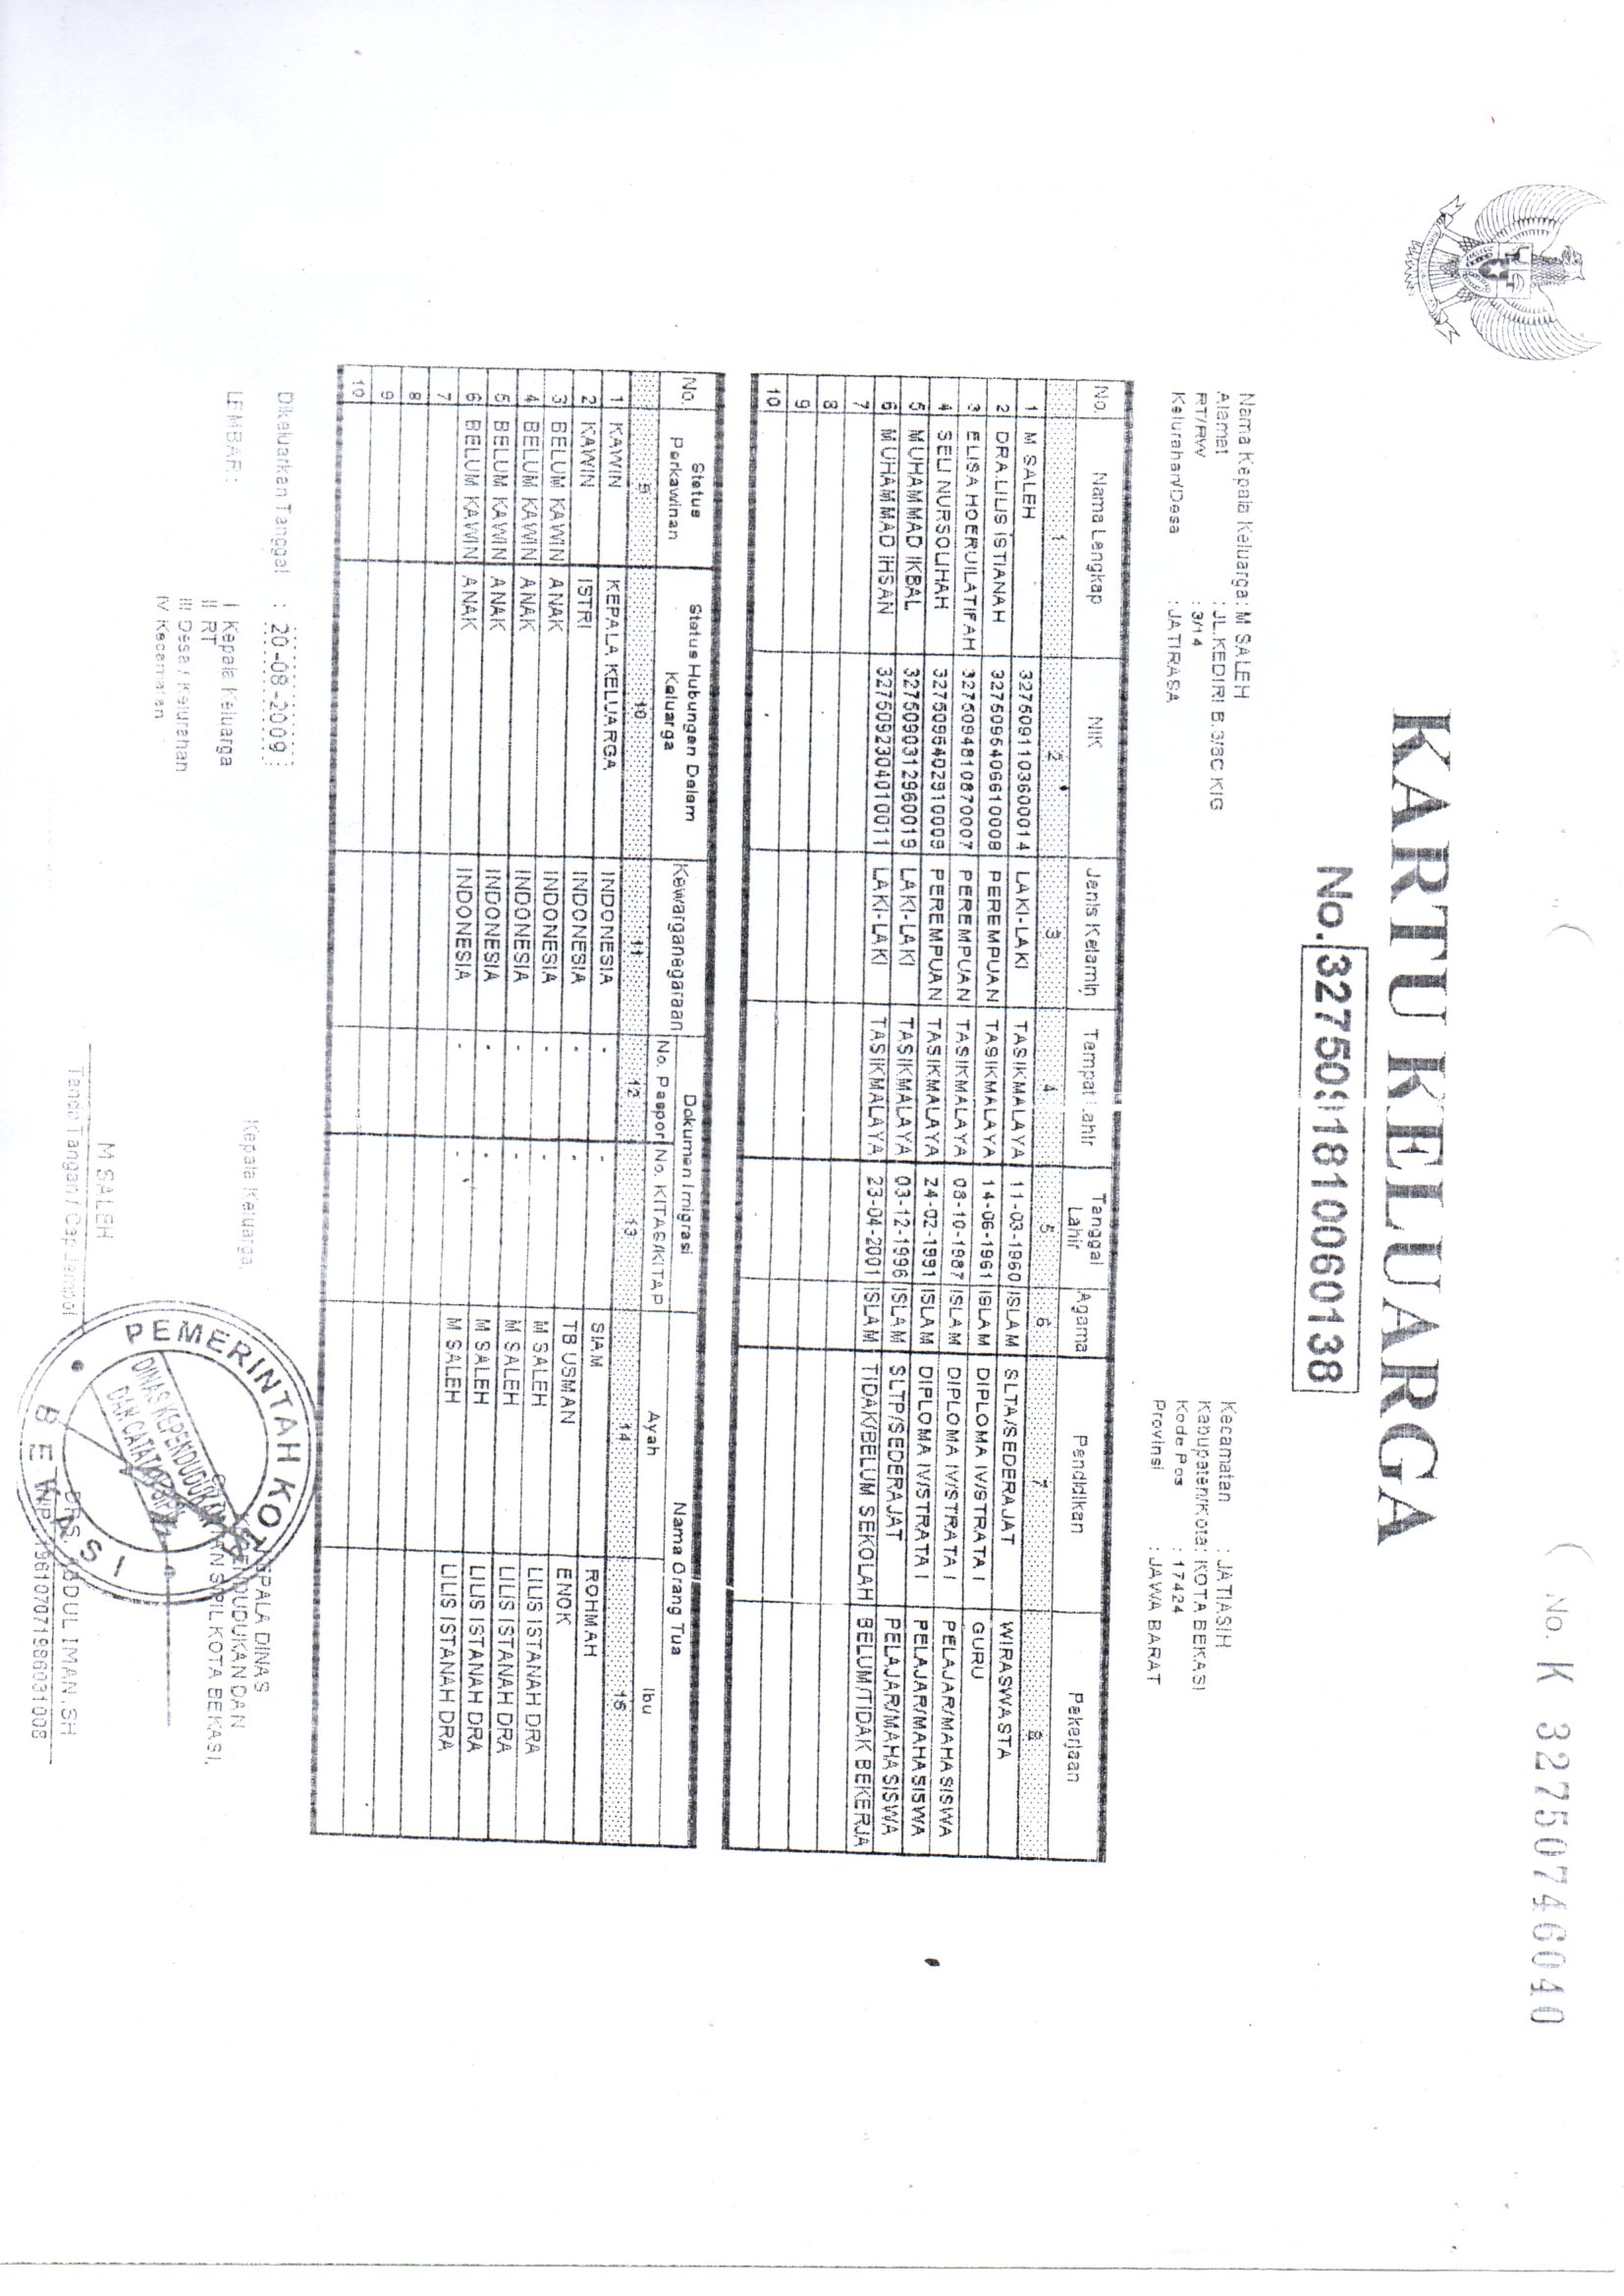 No. K 3275074G040
KARTU KELUARGA
No. 1810060138
Nama Kepala Keluarga : M SALEH
Alamat : JL.KEDIRI B.3/8C KIG
RT/RW : 3/14
Kelurahan/Desa : JATIRASA
Kecamatan : JATIASIH
Kabupaten/Kota : KOTA BEKASI
Kode Pos : 17424
Provinsi : JAWA BARAT
No. Nama Lengkap NIK Jenis Kelamin Tempat Lahir Tanggal Lahir Agama Pendidikan Pekerjaan
1 2 3 4 5 6 7 8
1 M SALEH 3275091103600014 LAKI-LAKI TASIKMALAYA 11-03-1960 ISLAM SLTA/SEDERAJAT WIRASWASTA
2 DRA.LILIS ISTIANAH 3275095406610008 PEREMPUAN TASIKMALAYA 14-06-1961 ISLAM DIPLOMA IV/STRATA I GURU
3 ELISA HOERUILATIFAH 3275094810870007 PEREMPUAN TASIKMALAYA 08-10-1987 ISLAM DIPLOMA IV/STRATA I PELAJAR/MAHASISWA
4 SELI NURSOLIHAH 3275096402910009 PEREMPUAN TASIKMALAYA 24-02-1991 ISLAM DIPLOMA IV/STRATA I PELAJAR/MAHASISWA
5 MUHAMMAD IKBAL 3275090312960019 LAKI-LAKI TASIKMALAYA 03-12-1996 ISLAM SLTP/SEDERAJAT PELAJAR/MAHASISWA
6 MUHAMMAD IHSAN 3275092304010011 LAKI-LAKI TASIKMALAYA 23-04-2001 ISLAM TIDAK/BELUM SEKOLAH BELUM/TIDAK BEKERJA
7
8
9
10
No. Status Perkawinan Status Hubungan Dalam Keluarga Kewarganegaraan Dokumen Imigrasi Nama Orang Tua
No. Paspor No. KITAS/KITAP Ayah Ibu
9 10 11 12 13 14 15
1 KAWIN KEPALA KELUARGA INDONESIA - - SIAM ROHMAH
2 KAWIN ISTRI INDONESIA - - TB USMAN ENOK
3 BELUM KAWIN ANAK INDONESIA - - M SALEH LILIS ISTANAH DRA
4 BELUM KAWIN ANAK INDONESIA - - M SALEH LILIS ISTANAH DRA
5 BELUM KAWIN ANAK INDONESIA - - M SALEH LILIS ISTANAH DRA
6 BELUM KAWIN ANAK INDONESIA - - M SALEH LILIS ISTANAH DRA
7
8
9
10
Dikeluarkan Tanggal : 20-08-2009
LEMBAR : I Kepala Keluarga
II RT
III Desa / Kelurahan
IV Kecamatan
Kepala Keluarga,
M SALEH
Tanda Tangan / Cap Jempol
KEPALA DINAS
KEPENDUDUKAN DAN
SIPIL KOTA BEKASI,
ABDUL IMAN.SH
NIP. 196107071986031008
PEMERINTAH KOTA
BEKASI
DINAS KEPENDUDUKAN
DAN CATATAN SIPIL